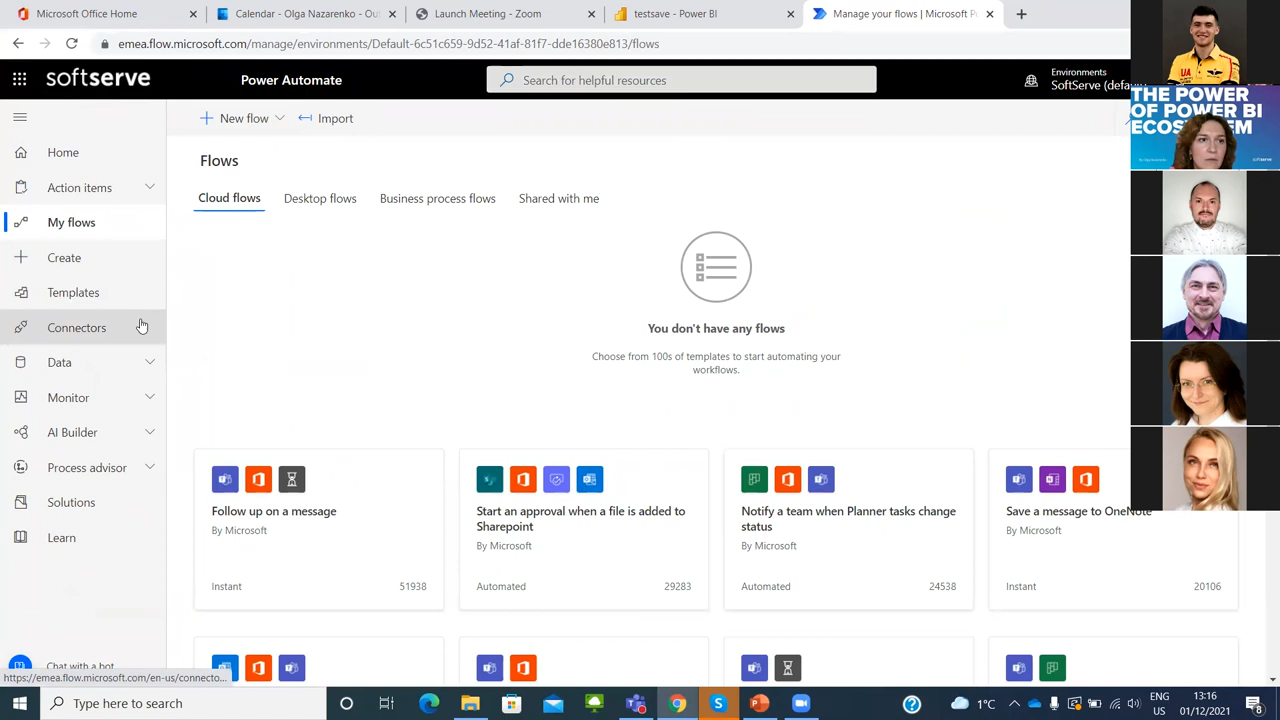 Microsoft Office Home
Calendar - Olga Nazarenko - Out
Launch Meeting - Zoom
testsave - Power BI
Manage your flows | Microsoft Po
emea.flow.microsoft.com/manage/environments/Default-6c51c659-9d52-41af-81f7-dde16380e813/flows
softserve
Power Automate
Search for helpful resources
Environments
SoftServe (defau
THE POWER
OF POWER BI
ECOSYSTEM
softserve
New flow
Import
Home
Action items
My flows
Create
Templates
Connectors
Data
Monitor
AI Builder
Process advisor
Solutions
Learn
Chat with a bot
Flows
Cloud flows
Desktop flows
Business process flows
Shared with me
You don't have any flows
Choose from 100s of templates to start automating your
workflows.
Follow up on a message
By Microsoft
Instant
51938
Start an approval when a file is added to
Sharepoint
By Microsoft
Automated
29283
Notify a team when Planner tasks change
status
By Microsoft
Automated
24538
Save a message to OneNote
By Microsoft
Instant
20106
https://emea.flow.microsoft.com/en-us/connecto...
Type here to search
1°C
ENG
US
13:16
01/12/2021
8